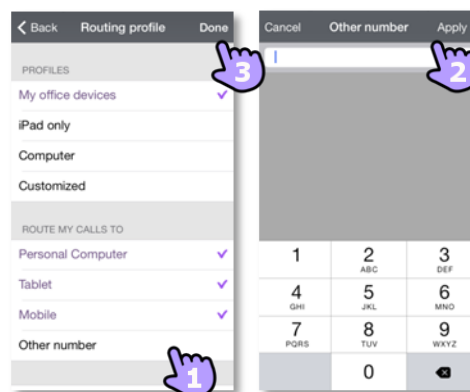 Back Routing profile Done
3
PROFILES
My office devices
iPad only
Computer
Customized
ROUTE MY CALLS TO
Personal Computer
Tablet
Mobile
Other number
1
Cancel Other number Apply
2
1 2 3
ABC DEF
4 5 6
GHI JKL MNO
7 8 9
PQRS TUV WXYZ
0